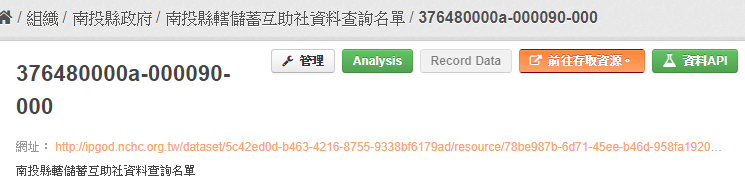 / 組織 / 南投縣政府 / 南投縣轄儲蓄互助社資料查詢名單 / 376480000a-000090-000
376480000a-000090-000
管理 Analysis Record Data 前往存取資源。 資料API
網址： http://ipgod.nchc.org.tw/dataset/5c42ed0d-b463-4216-8755-9338bf6179ad/resource/78be987b-6d71-45ee-b46d-958fa1920...
南投縣轄儲蓄互助社資料查詢名單